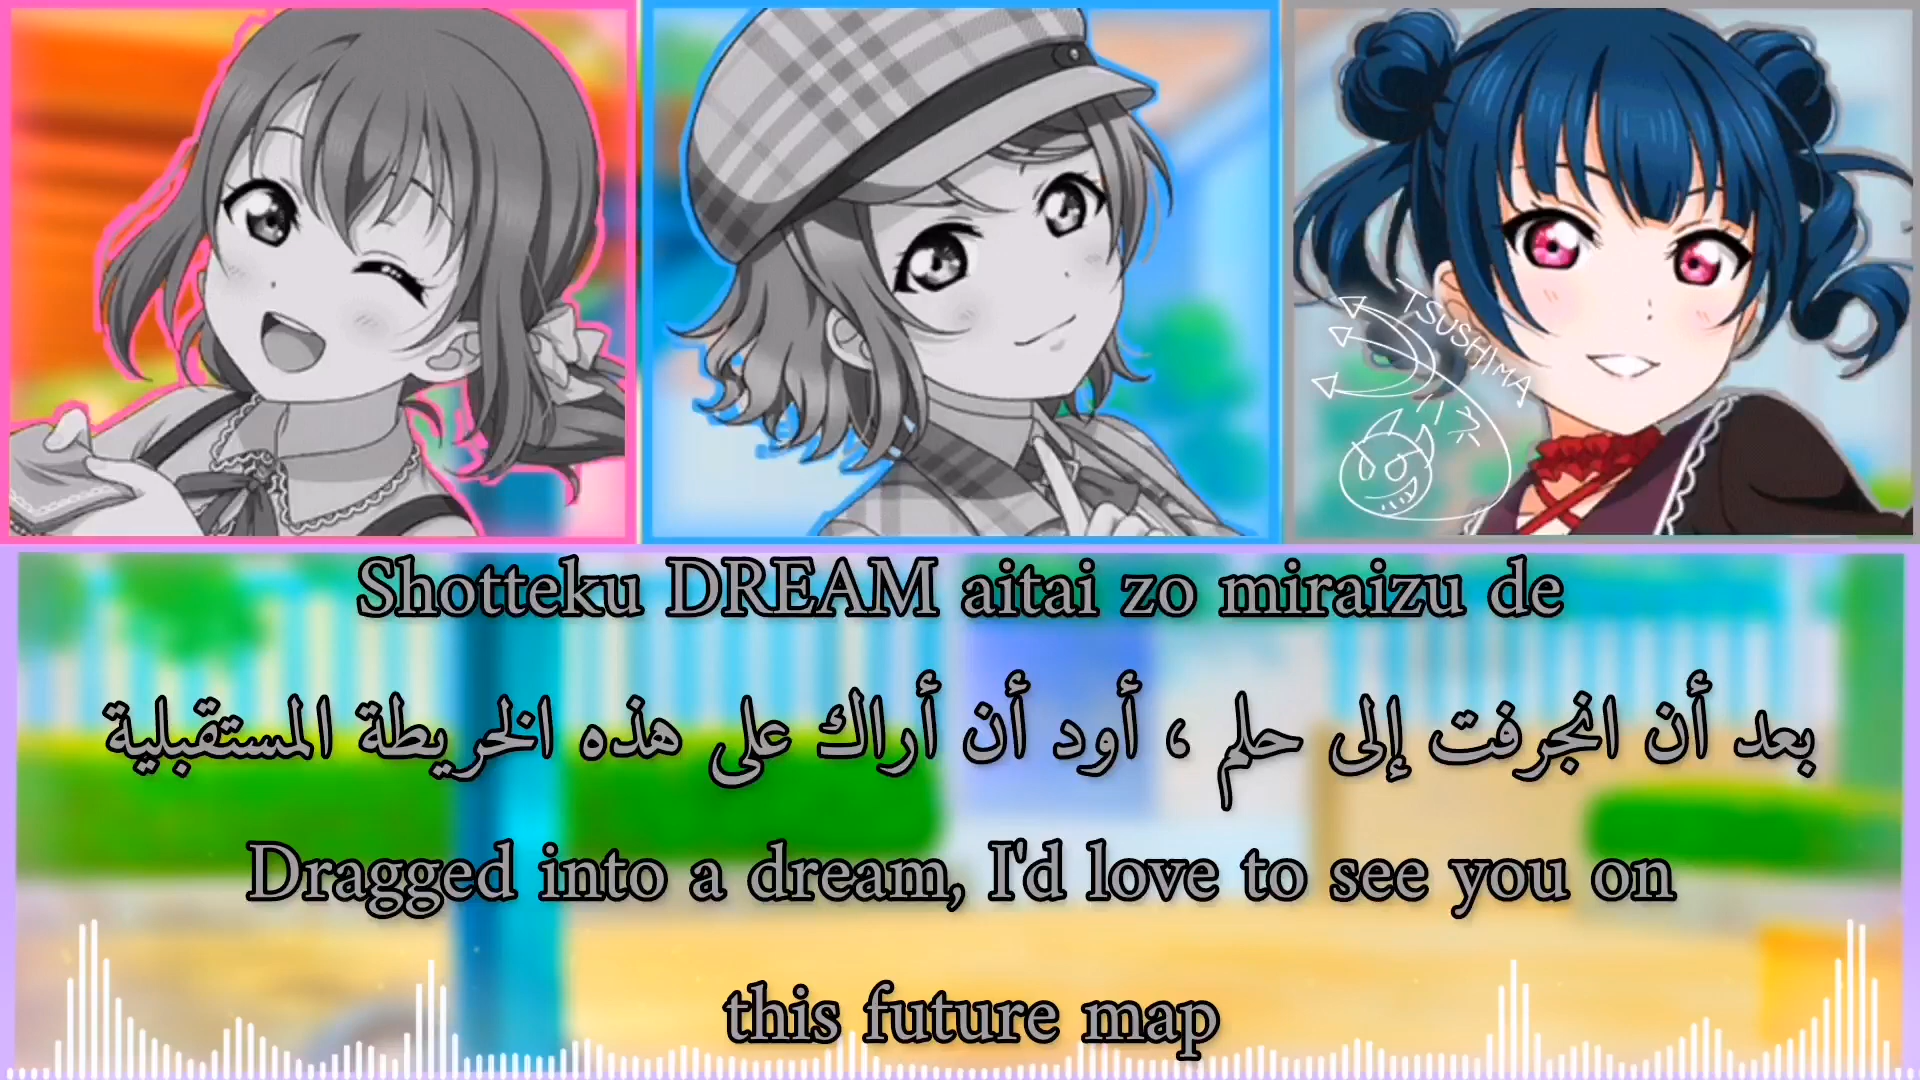 TSUSHIMA
Shotteku DREAM aitai zo miraizu de
بعد أن انجرفت إلى حلم ، أود أن أراك على هذه الخريطة المستقبلية
Dragged into a dream, I'd love to see you on
this future map